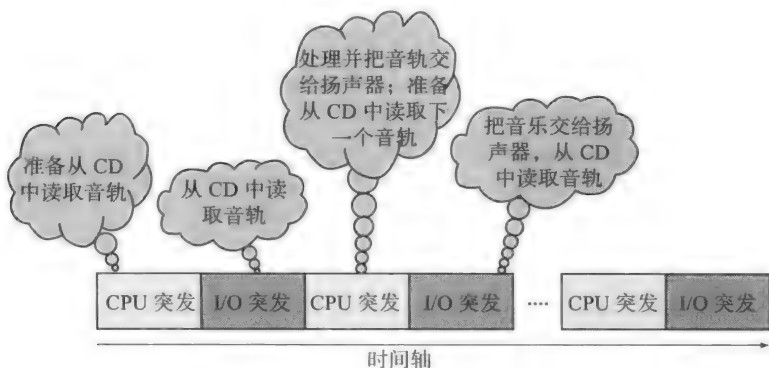 准备从 CD
中读取音轨
从 CD 中读
取音轨
处理并把音轨交
给扬声器；准备
从 CD 中读取下
一个音轨
把音乐交给扬
声器，从 CD
中读取音轨
CPU 突发 I/O 突发 CPU 突发 I/O 突发 .... CPU 突发 I/O 突发
时间轴